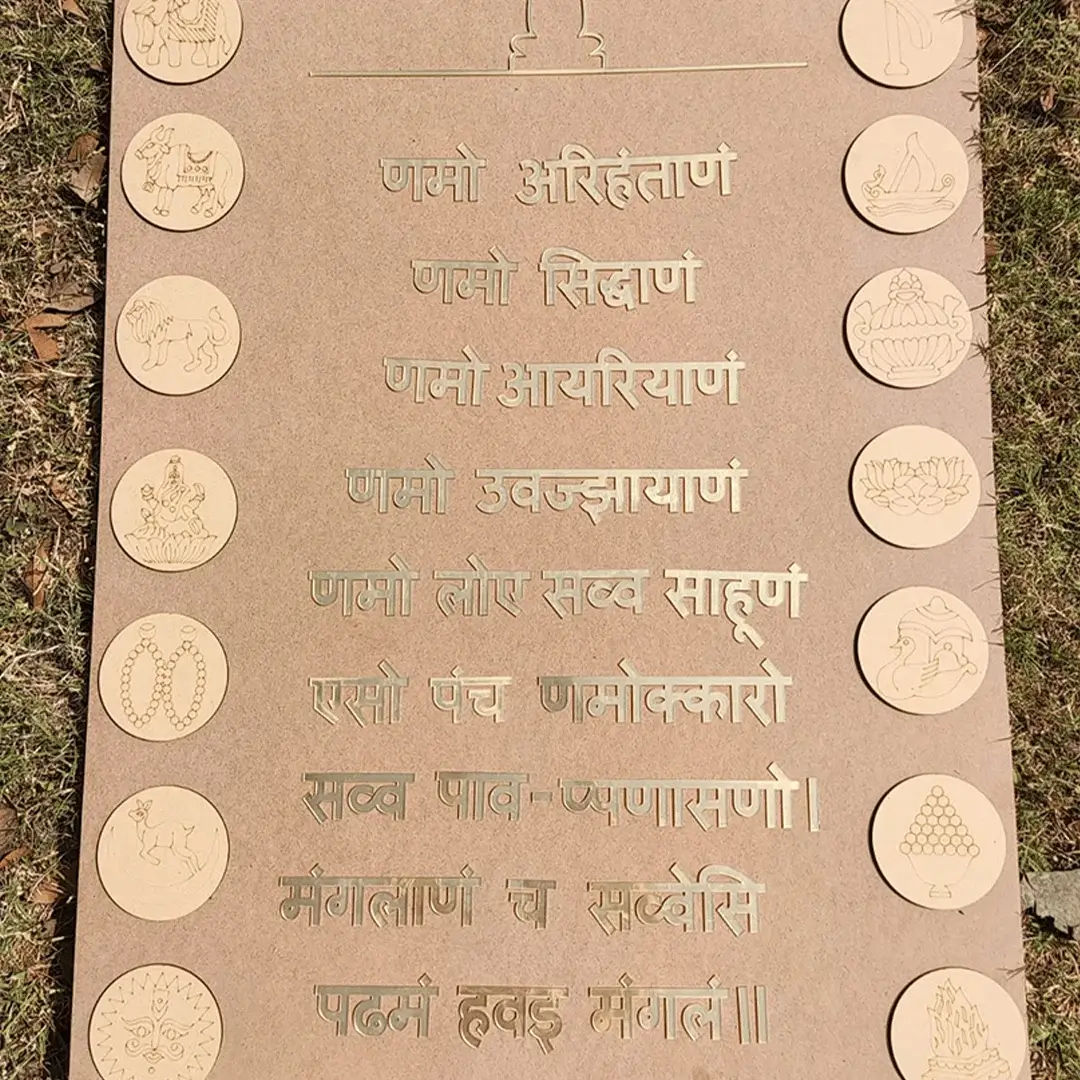 णमो अरिहंताणं
णमो सिद्धाणं
णमो आयरियाणं
णमो उवज्झायाणं
णमो लोए सव्व साहूणं
एसो पंच णमोक्कारो
सव्व पाव-प्पणासणो।
मंगलाणं च सव्वेसि
पढमं हवइ मंगलं॥